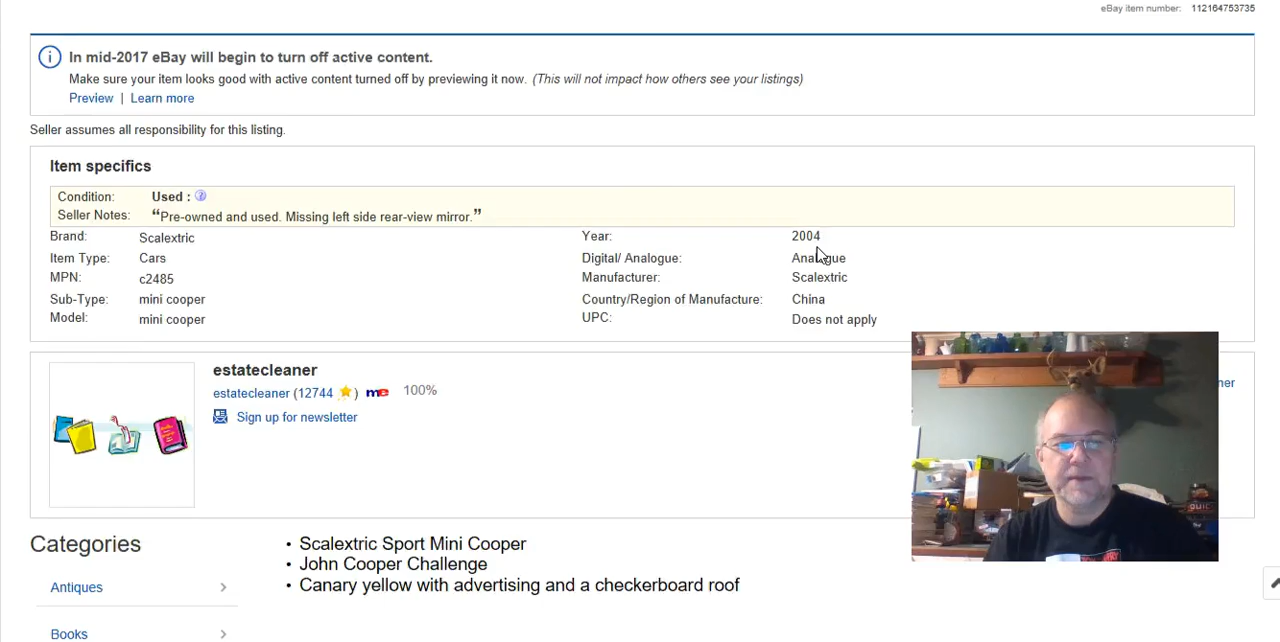 eBay item number: 112164753735
In mid-2017 eBay will begin to turn off active content.
Make sure your item looks good with active content turned off by previewing it now. (This will not impact how others see your listings)
Preview | Learn more
Seller assumes all responsibility for this listing.
Item specifics
Condition: Used :
Seller Notes: “Pre-owned and used. Missing left side rear-view mirror.”
Brand: Scalextric Year: 2004
Item Type: Cars Digital/ Analogue: Analogue
MPN: c2485 Manufacturer: Scalextric
Sub-Type: mini cooper Country/Region of Manufacture: China
Model: mini cooper UPC: Does not apply
estatecleaner
estatecleaner (12744 ) me 100%
Sign up for newsletter
Categories
• Scalextric Sport Mini Cooper
• John Cooper Challenge
• Canary yellow with advertising and a checkerboard roof
Antiques
Books